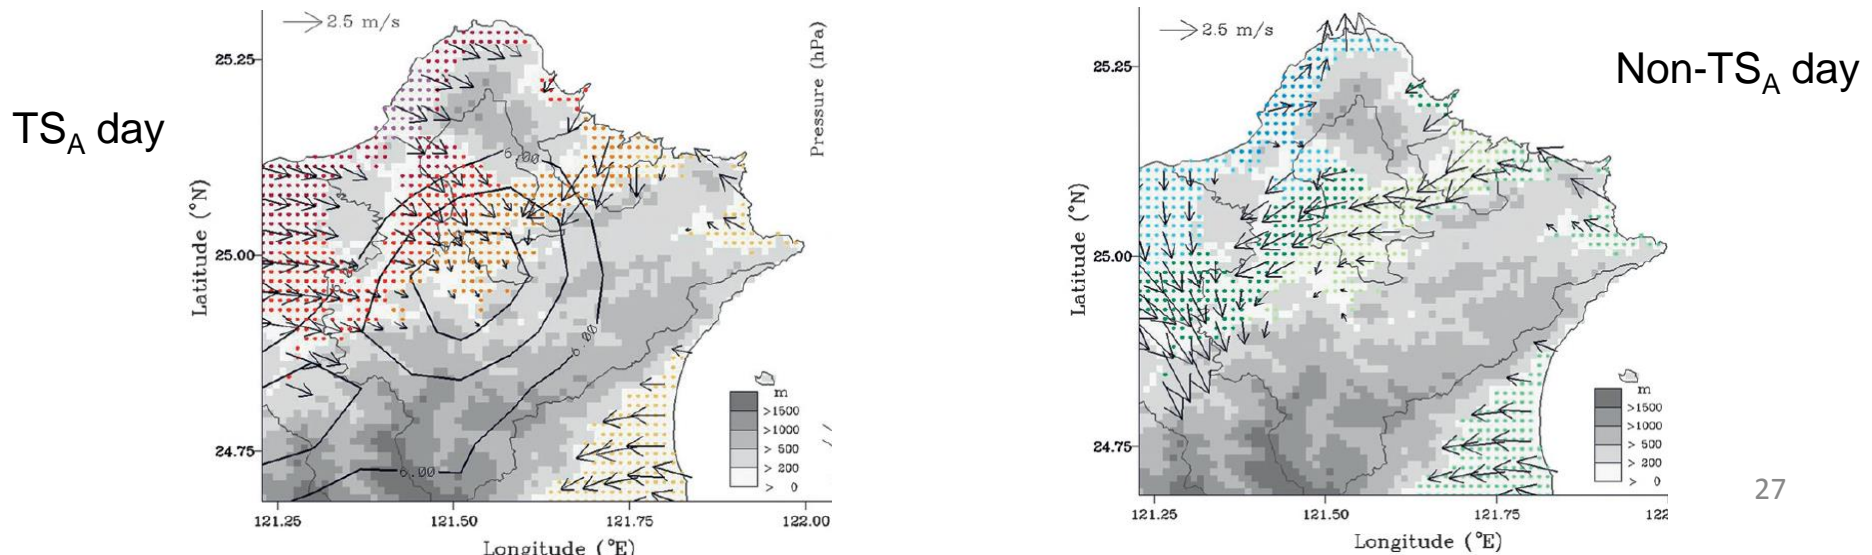 TS_A day
2.5 m/s
25.25
25.00
24.75
Latitude (°N)
6.00
6.00
6.00
m
>1500
>1000
> 500
> 200
> 0
121.25
121.50
121.75
122.00
Longitude (°E)
Pressure (hPa)
2.5 m/s
Non-TS_A day
25.25
25.00
24.75
Latitude (°N)
m
>1500
>1000
> 500
> 200
> 0
121.25
121.50
121.75
122
Longitude (°E)
27